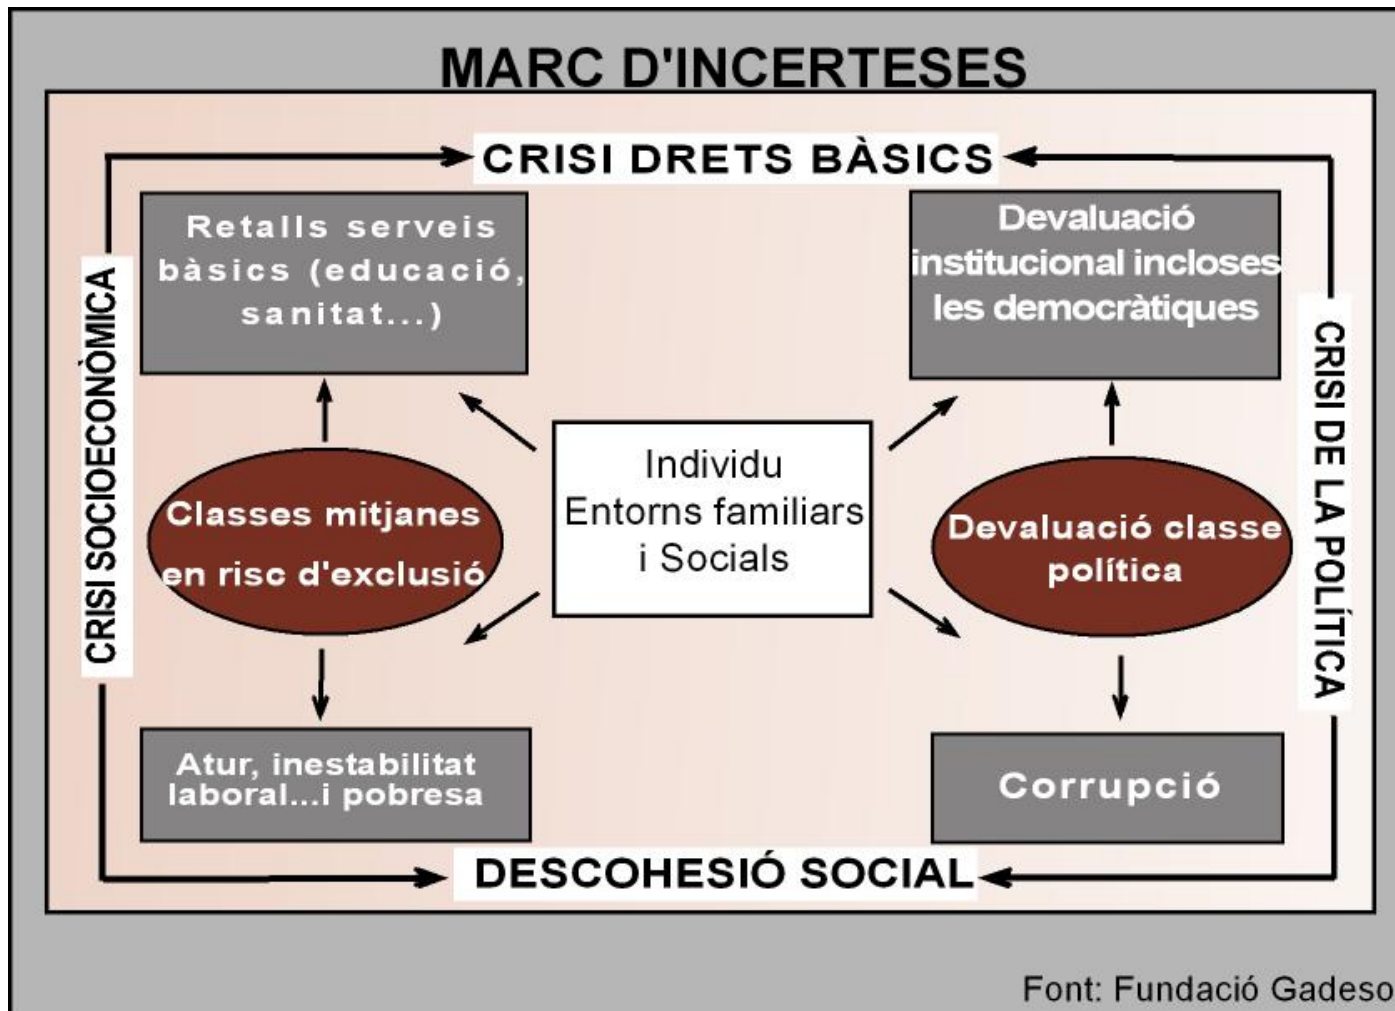 MARC D'INCERTESES
CRISI DRETS BÀSICS
Retalls serveis
bàsics (educació,
sanitat...)
Devaluació
institucional incloses
les democràtiques
CRISI SOCIOECONÒMICA
CRISI DE LA POLÍTICA
Individu
Entorns familiars
i Socials
Classes mitjanes
en risc d'exclusió
Devaluació classe
política
Atur, inestabilitat
laboral...i pobresa
Corrupció
DESCOHESIÓ SOCIAL
Font: Fundació Gadeso